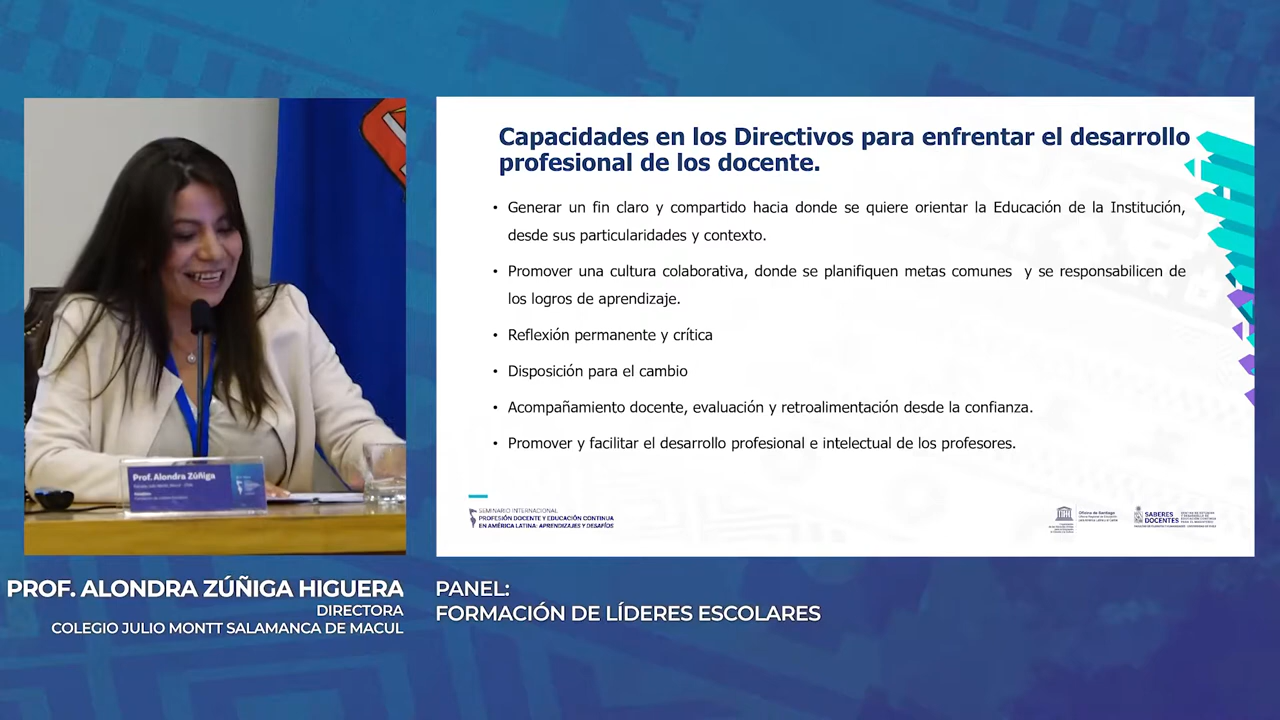 Capacidades en los Directivos para enfrentar el desarrollo
profesional de los docente.
• Generar un fin claro y compartido hacia donde se quiere orientar la Educación de la Institución,
desde sus particularidades y contexto.
• Promover una cultura colaborativa, donde se planifiquen metas comunes y se responsabilicen de
los logros de aprendizaje.
• Reflexión permanente y crítica
• Disposición para el cambio
• Acompañamiento docente, evaluación y retroalimentación desde la confianza.
• Promover y facilitar el desarrollo profesional e intelectual de los profesores.
SEMINARIO INTERNACIONAL
PROFESIÓN DOCENTE Y EDUCACIÓN CONTINUA
EN AMÉRICA LATINA: APRENDIZAJES Y DESAFÍOS
Oficina de Santiago
SABERES
DOCENTES
Prof. Alondra Zúñiga
PROF. ALONDRA ZÚÑIGA HIGUERA
DIRECTORA
COLEGIO JULIO MONTT SALAMANCA DE MACUL
PANEL:
FORMACIÓN DE LÍDERES ESCOLARES